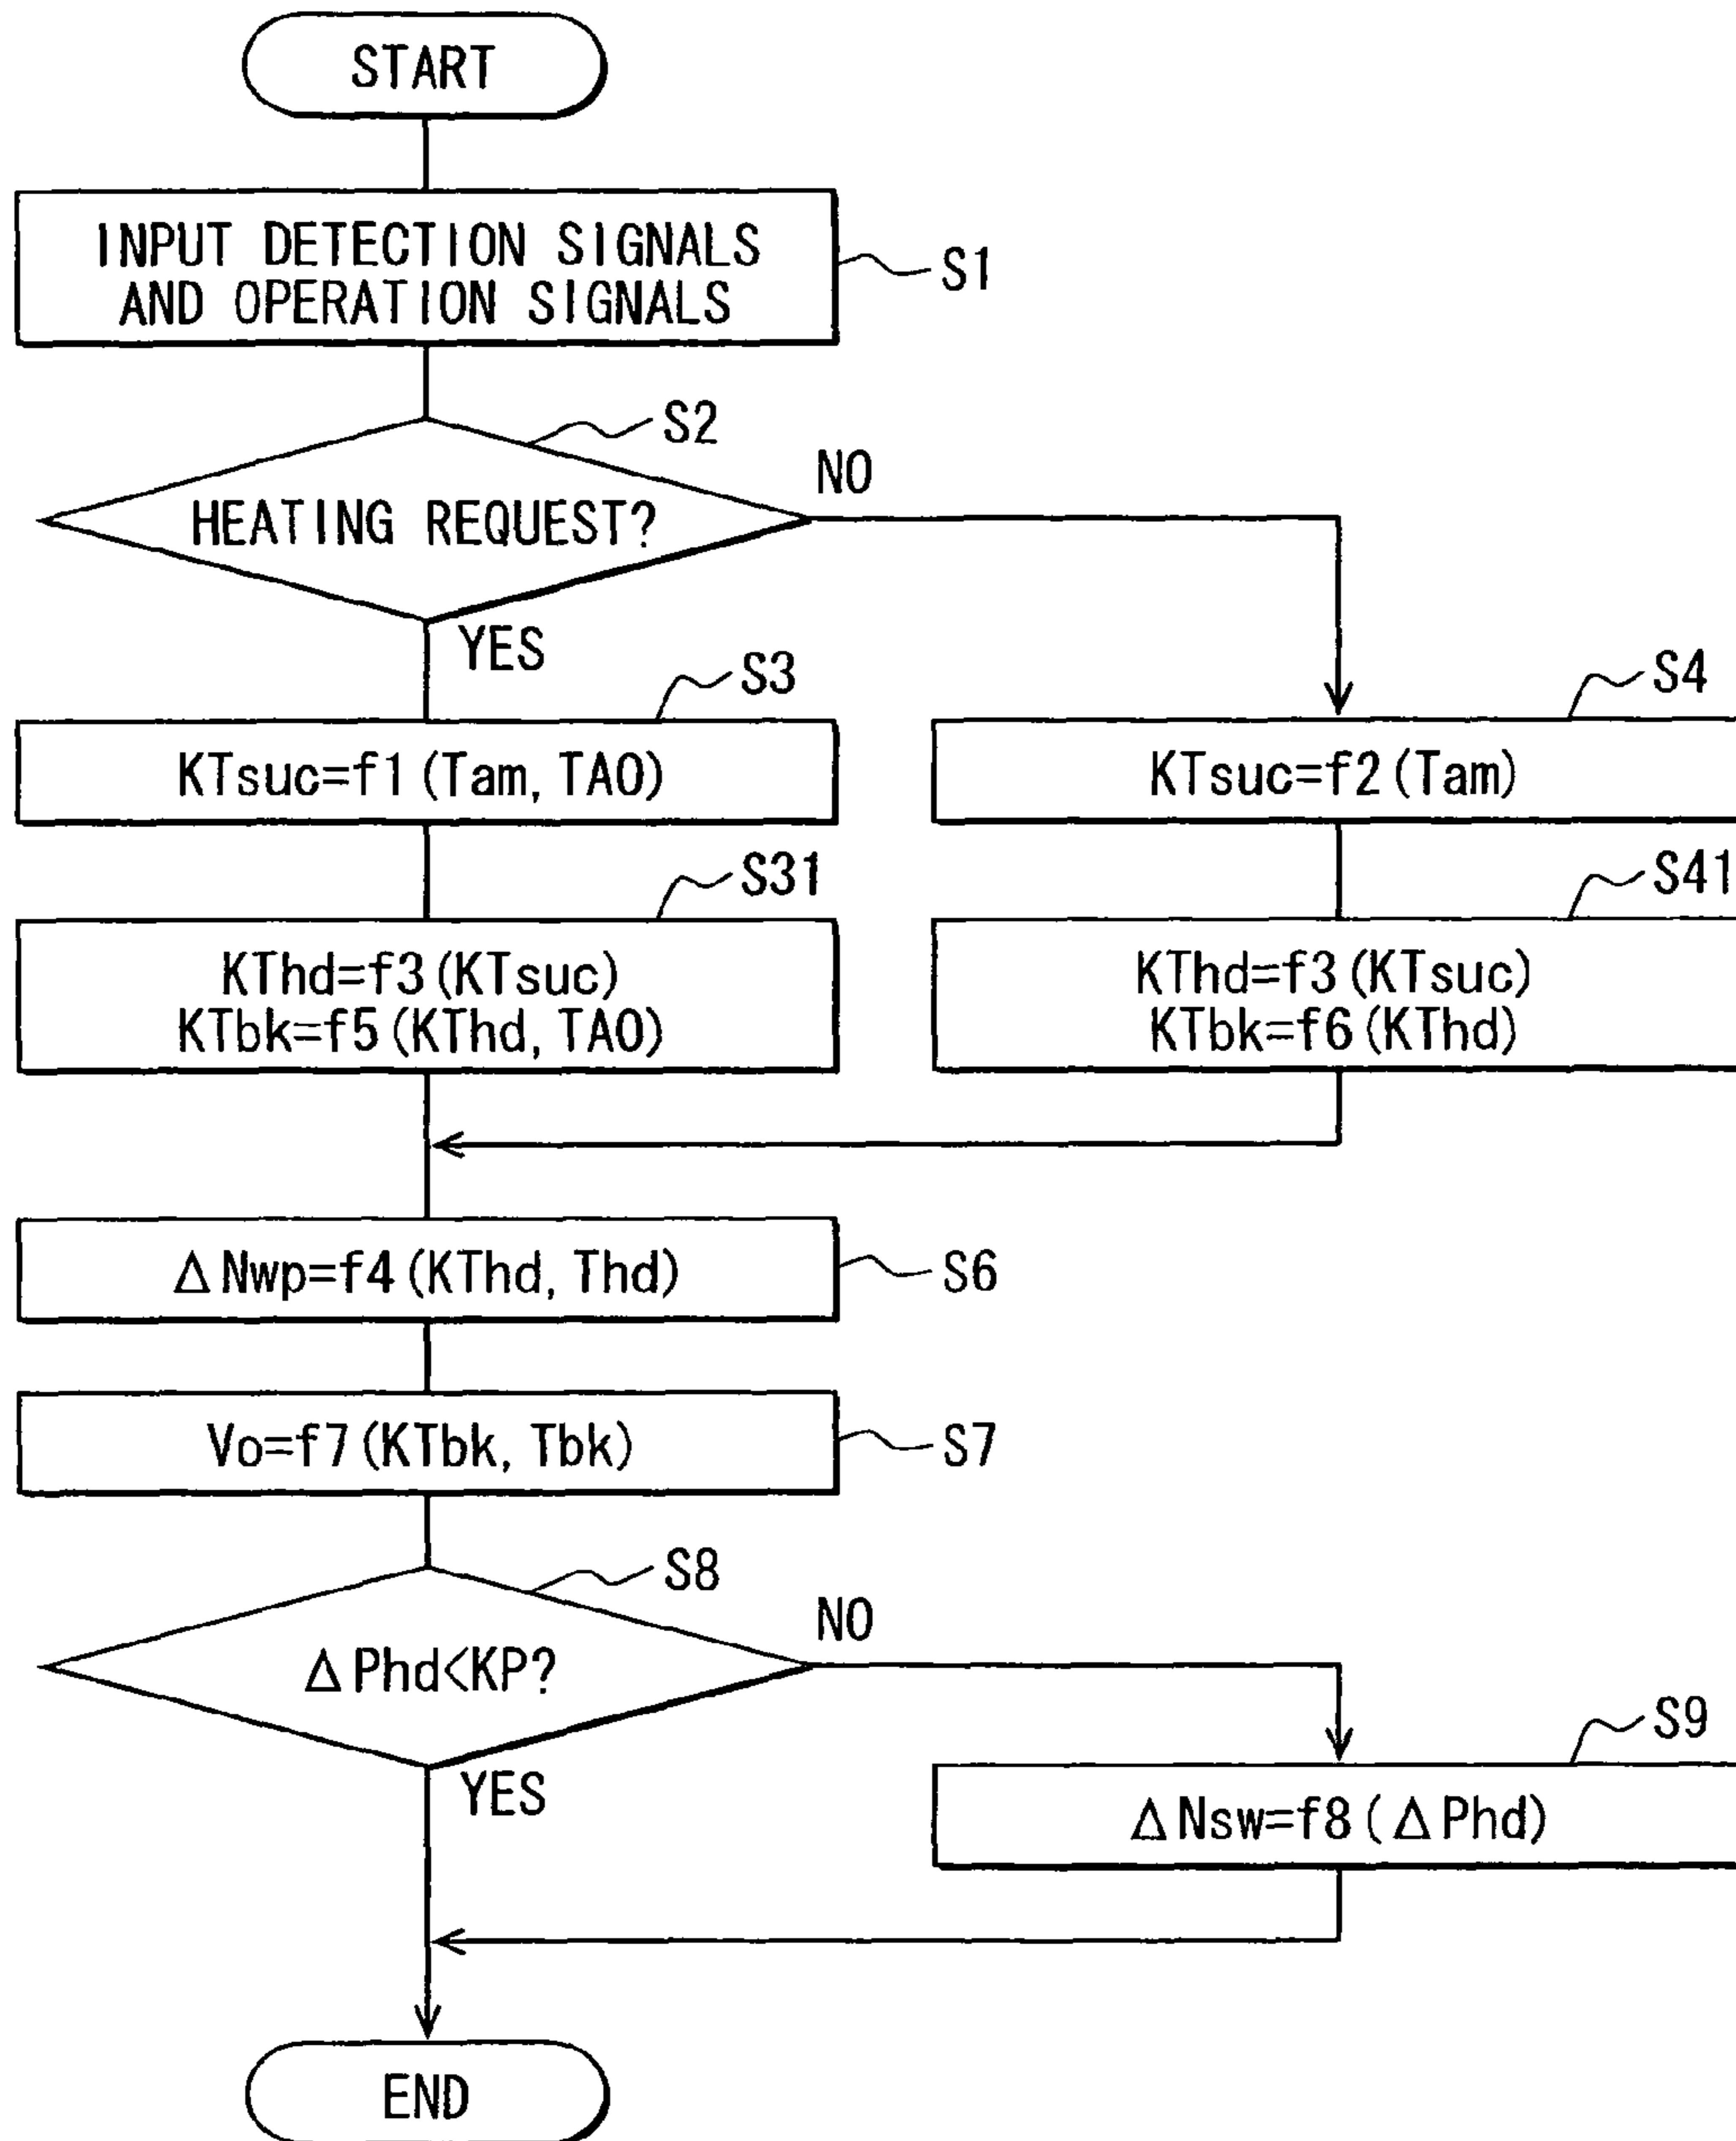 START
INPUT DETECTION SIGNALS
AND OPERATION SIGNALS
S1
S2
HEATING REQUEST?
NO
YES
S3
KTsuc=f1(Tam, TAO)
S4
KTsuc=f2(Tam)
S31
KThd=f3(KTsuc)
KTbk=f5(KThd, TAO)
S41
KThd=f3(KTsuc)
KTbk=f6(KThd)
ΔNwp=f4(KThd, Thd)
S6
Vo=f7(KTbk, Tbk)
S7
S8
ΔPhd<KP?
NO
YES
S9
ΔNsw=f8(ΔPhd)
END